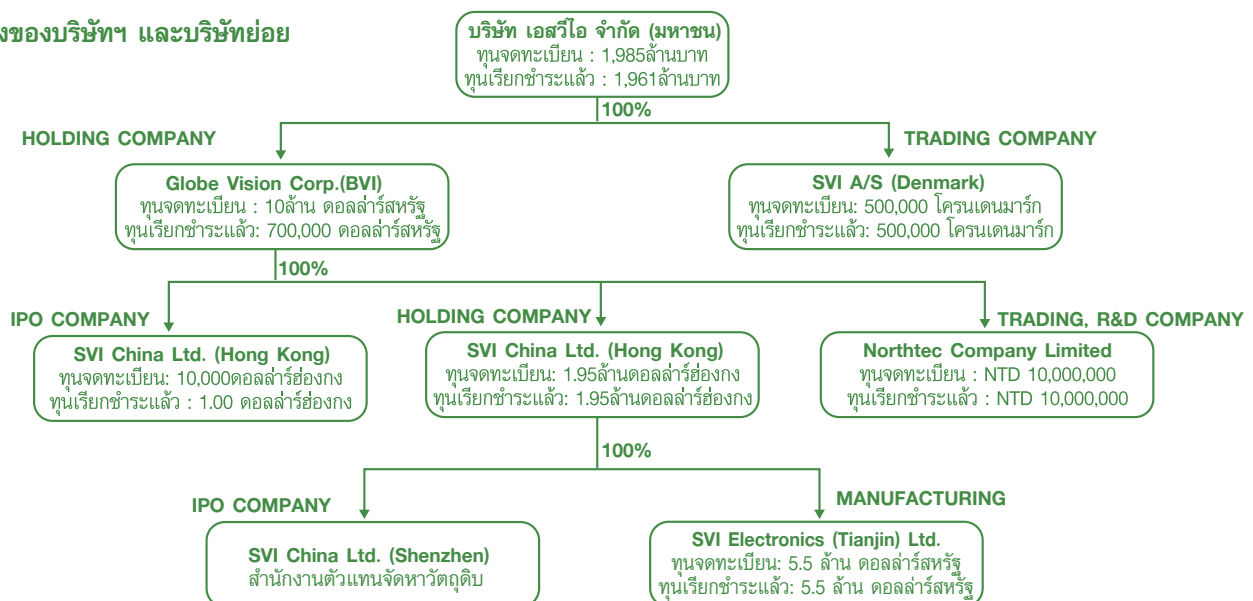 งของบริษัทฯ และบริษัทย่อย
บริษัท เอสวีไอ จำกัด (มหาชน)
ทุนจดทะเบียน : 1,985ล้านบาท
ทุนเรียกชำระแล้ว : 1,961ล้านบาท
100%
HOLDING COMPANY
TRADING COMPANY
Globe Vision Corp.(BVI)
ทุนจดทะเบียน : 10ล้าน ดอลล่าร์สหรัฐ
ทุนเรียกชำระแล้ว: 700,000 ดอลล่าร์สหรัฐ
SVI A/S (Denmark)
ทุนจดทะเบียน: 500,000 โครนเดนมาร์ก
ทุนเรียกชำระแล้ว: 500,000 โครนเดนมาร์ก
100%
IPO COMPANY
HOLDING COMPANY
TRADING, R&D COMPANY
SVI China Ltd. (Hong Kong)
ทุนจดทะเบียน: 10,000ดอลล่าร์ฮ่องกง
ทุนเรียกชำระแล้ว : 1.00 ดอลล่าร์ฮ่องกง
SVI China Ltd. (Hong Kong)
ทุนจดทะเบียน: 1.95ล้านดอลล่าร์ฮ่องกง
ทุนเรียกชำระแล้ว: 1.95ล้านดอลล่าร์ฮ่องกง
Northtec Company Limited
ทุนจดทะเบียน : NTD 10,000,000
ทุนเรียกชำระแล้ว : NTD 10,000,000
100%
IPO COMPANY
MANUFACTURING
SVI China Ltd. (Shenzhen)
สำนักงานตัวแทนจัดหาวัตถุดิบ
SVI Electronics (Tianjin) Ltd.
ทุนจดทะเบียน: 5.5 ล้าน ดอลล่าร์สหรัฐ
ทุนเรียกชำระแล้ว: 5.5 ล้าน ดอลล่าร์สหรัฐ